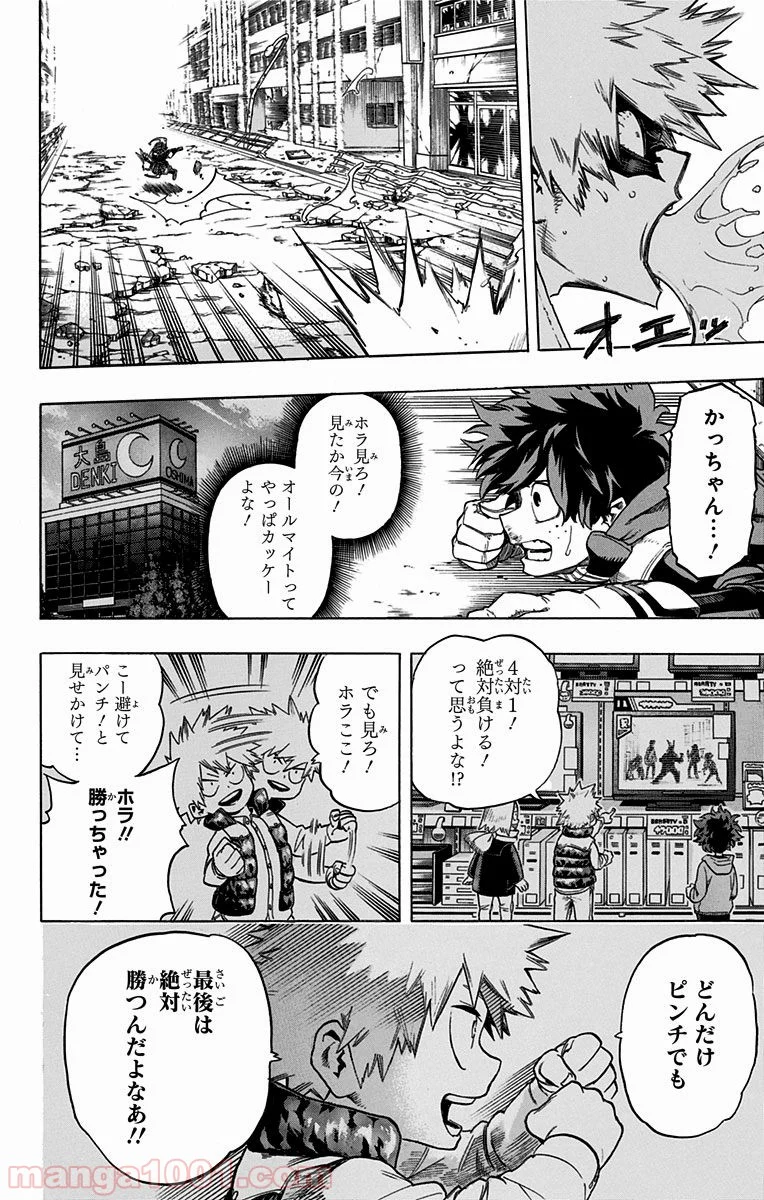 オエッ
かっちゃん…!
ホラ見ろ!
見たか今の!
オールマイトって
やっぱカッケー
よな!
大島
DENKI
OSHIMA
4対1!
絶対負ける!
って思うよな!?
でも見ろ!
ホラここ!
こー避けて
パンチ!と
見せかけて…
ホラ!!
勝っちゃった!
どんだけ
ピンチでも
最後は
絶対
勝つんだよなあ!!
manga1001.com